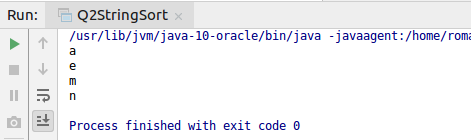 Run: Q2StringSort
/usr/lib/jvm/java-10-oracle/bin/java -javaagent:/home/roma
a
e
m
n
Process finished with exit code 0